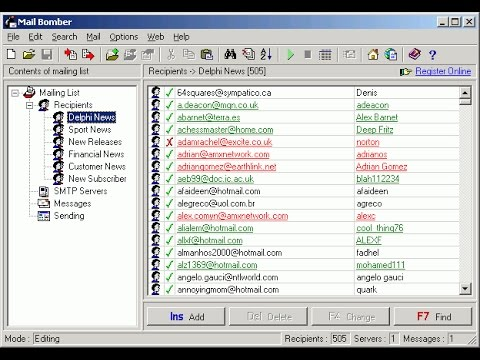 Mail Bomber
File Edit Search Mail Options Web Help
Contents of mailing list
Recipients -> Delphi News [505]
Register Online
Mailing List
Recipients
Delphi News
Sport News
New Releases
Financial News
Customer News
New Subscriber
SMTP Servers
Messages
Sending
64squares@sympatico.ca Denis
a.deacon@mgn.co.uk adeacon
abarnet@terra.es Alex Barnet
achessmaster@home.com Deep Fritz
adamrachel@excite.co.uk norton
adrian@amxnetwork.com adrianos
adriangomez@earthlink.net Adrian Gomez
aeb99@doc.ic.ac.uk blah112234
afaideen@hotmail.com afaideen
alegreco@uol.com.br agreco
alex.comyn@amxnetwork.com alexc
alialem@hotmail.com cool_thing76
allxf@hotmail.com ALEXF
almanhos2000@hotmail.com fadhel
alz1369@hotmail.com mohamed111
angelo.gauci@ntlworld.com angelo gauci
annoyingmom@hotmail.com quark
Ins Add Del Delete F4 Change F7 Find
Mode: Editing Recipients: 505 Servers: 1 Messages: 1